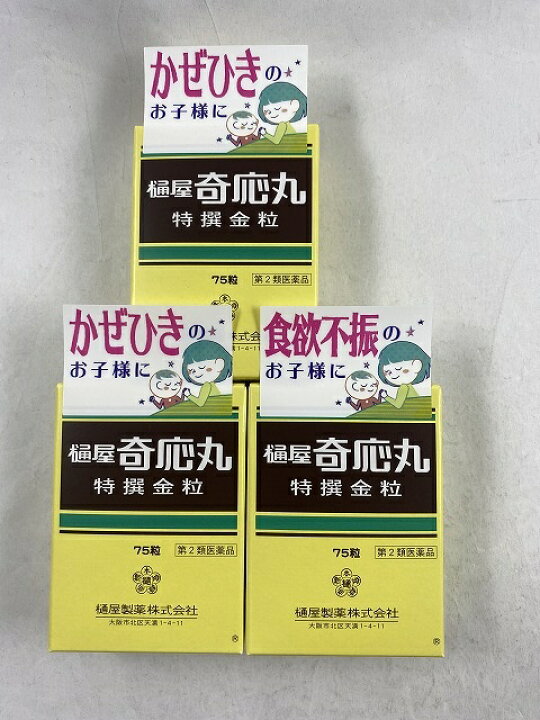 かぜひきの
お子様に
樋屋奇応丸
特撰金粒
75粒 第2類医薬品
かぜひきの
お子様に
樋屋奇応丸
特撰金粒
75粒 第2類医薬品
樋屋製薬株式会社
大阪市北区天満1-4-11
®
食欲不振の
お子様に
樋屋奇応丸
特撰金粒
75粒 第2類医薬品
樋屋製薬株式会社
大阪市北区天満1-4-11
®